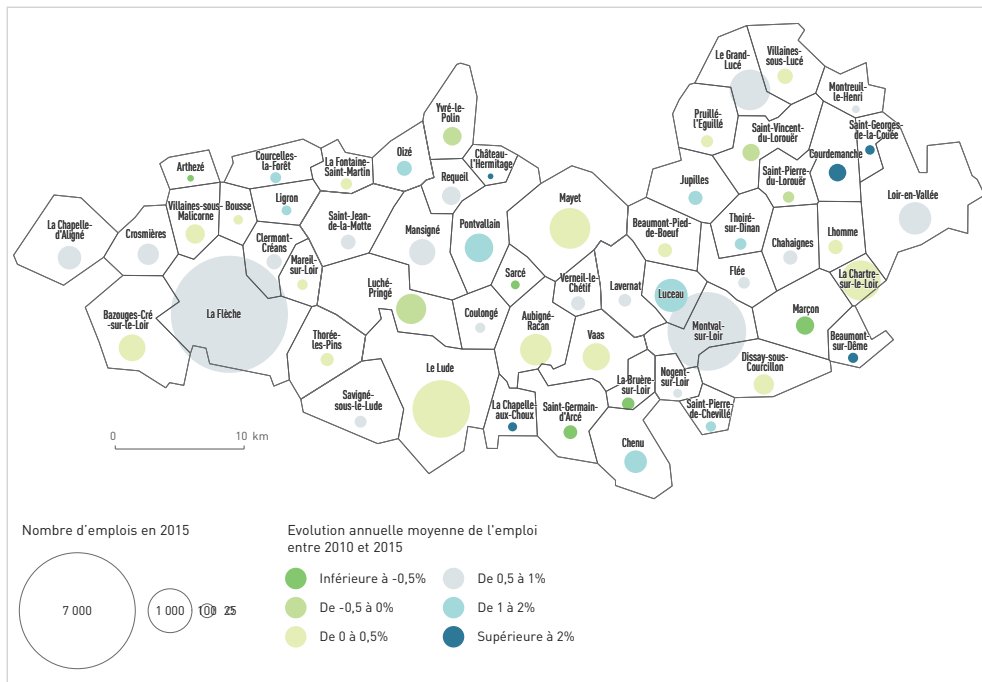 Le Grand-
Lucé
Villaines-
sous-Lucé
Montreuil-
le-Henri
Yvré-le-
Polin
Pruillé-
l'Eguillé
Saint-Vincent-
du-Lorouër
Saint-Georges-
de-la-Couée
Courdemanche
Arthezé
Courcelles-
la-Forêt
La Fontaine-
Saint-Martin
Oizé
Château-
l'Hermitage
Requeil
Jupilles
Saint-Pierre-
du-Lorouër
Loir-en-Vallée
La Chapelle-
d'Aligné
Crosmières
Villaines-sous-
Malicorne
Bousse
Ligron
Saint-Jean-
de-la-Motte
Mansigné
Pontvallain
Mayet
Beaumont-Pied-
de-Boeuf
Thoiré-
sur-Dinan
Chahaignes
Lhomme
Clermont-
Créans
Mareil-
sur-Loir
Luché-
Pringé
Sarcé
Verneil-le-
Chétif
Lavernat
Luceau
Flée
La Chartre-
sur-le-Loir
Bazouges-Cré
-sur-le-Loir
La Flèche
Thorée-
les-Pins
Coulongé
Aubigné-
Racan
Vaas
Montval-
sur-Loir
Marçon
Beaumont-
sur-Dême
Dissay-sous-
Courcillon
Le Lude
Savigné-
sous-le-Lude
La Chapelle-
aux-Choux
Saint-Germain-
d'Arcé
La-Bruère-
sur-Loir
Nogent-
sur-Loir
Saint-Pierre-
de-Chevillé
Chenu
0 10 km
Nombre d'emplois en 2015
7 000 1 000 100 25
Evolution annuelle moyenne de l'emploi
entre 2010 et 2015
Inférieure à -0,5%
De -0,5 à 0%
De 0 à 0,5%
De 0,5 à 1%
De 1 à 2%
Supérieure à 2%